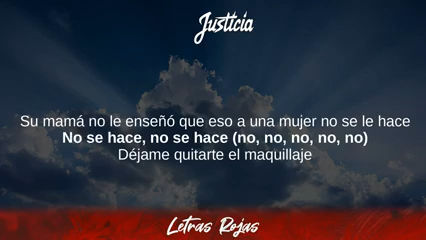 Justicia
Su mamá no le enseñó que eso a una mujer no se le hace
No se hace, no se hace (no, no, no, no, no)
Déjame quitarte el maquillaje
Letras Rojas